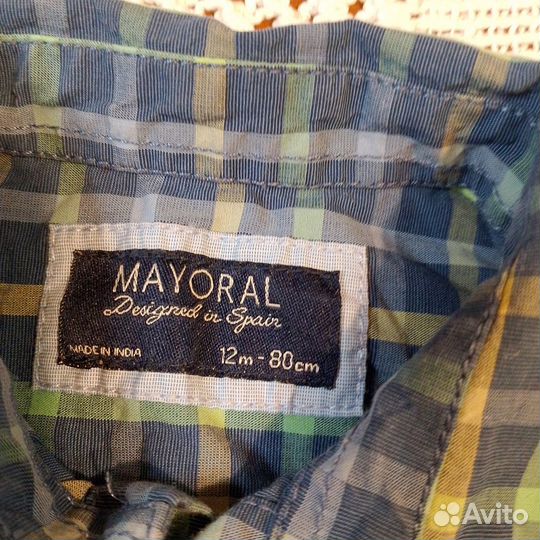 MAYORAL
Designed in Spain
MADE IN INDIA
12m - 80cm
Avito